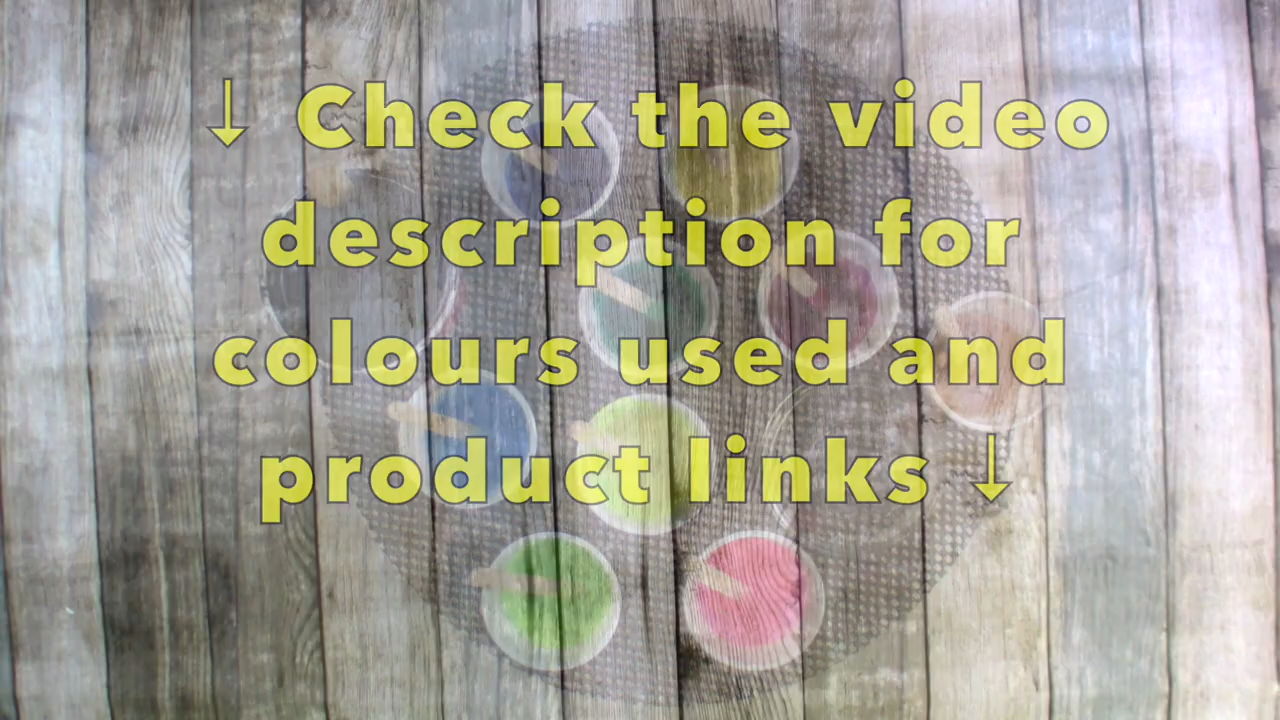 ↓ Check the video
description for
colours used and
product links ↓